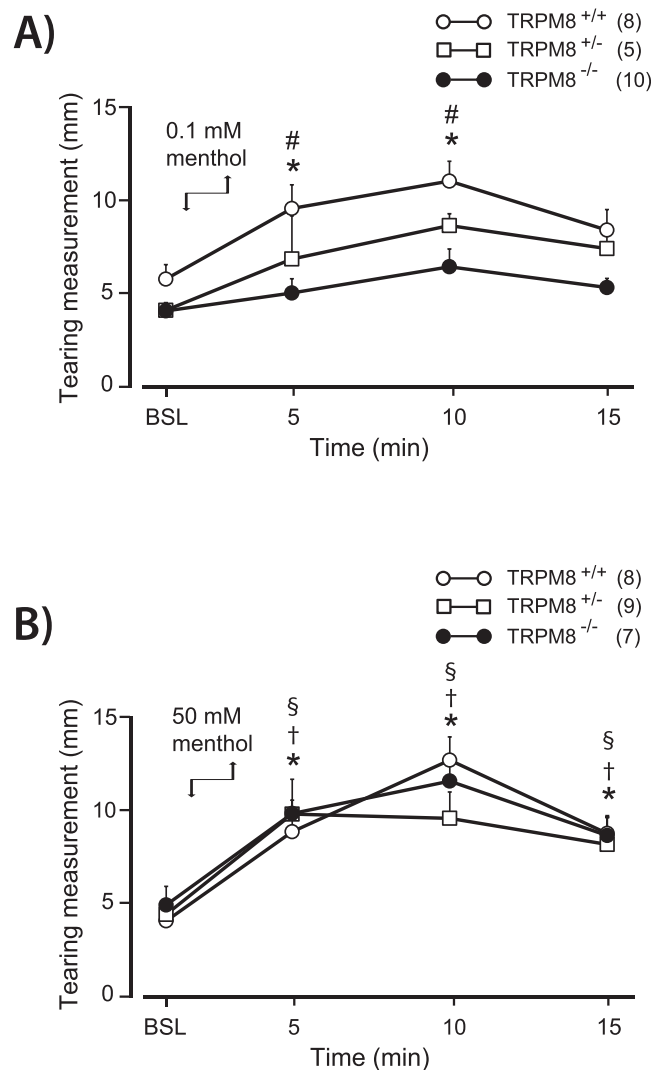 A)
TRPM8 +/+ (8)
TRPM8 +/- (5)
TRPM8 -/- (10)
Tearing measurement (mm)
15
10
5
0
0.1 mM
menthol
#
*
#
*
BSL 5 10 15
Time (min)
B)
TRPM8 +/+ (8)
TRPM8 +/- (9)
TRPM8 -/- (7)
Tearing measurement (mm)
15
10
5
0
50 mM
menthol
§
†
*
§
†
*
§
†
*
BSL 5 10 15
Time (min)